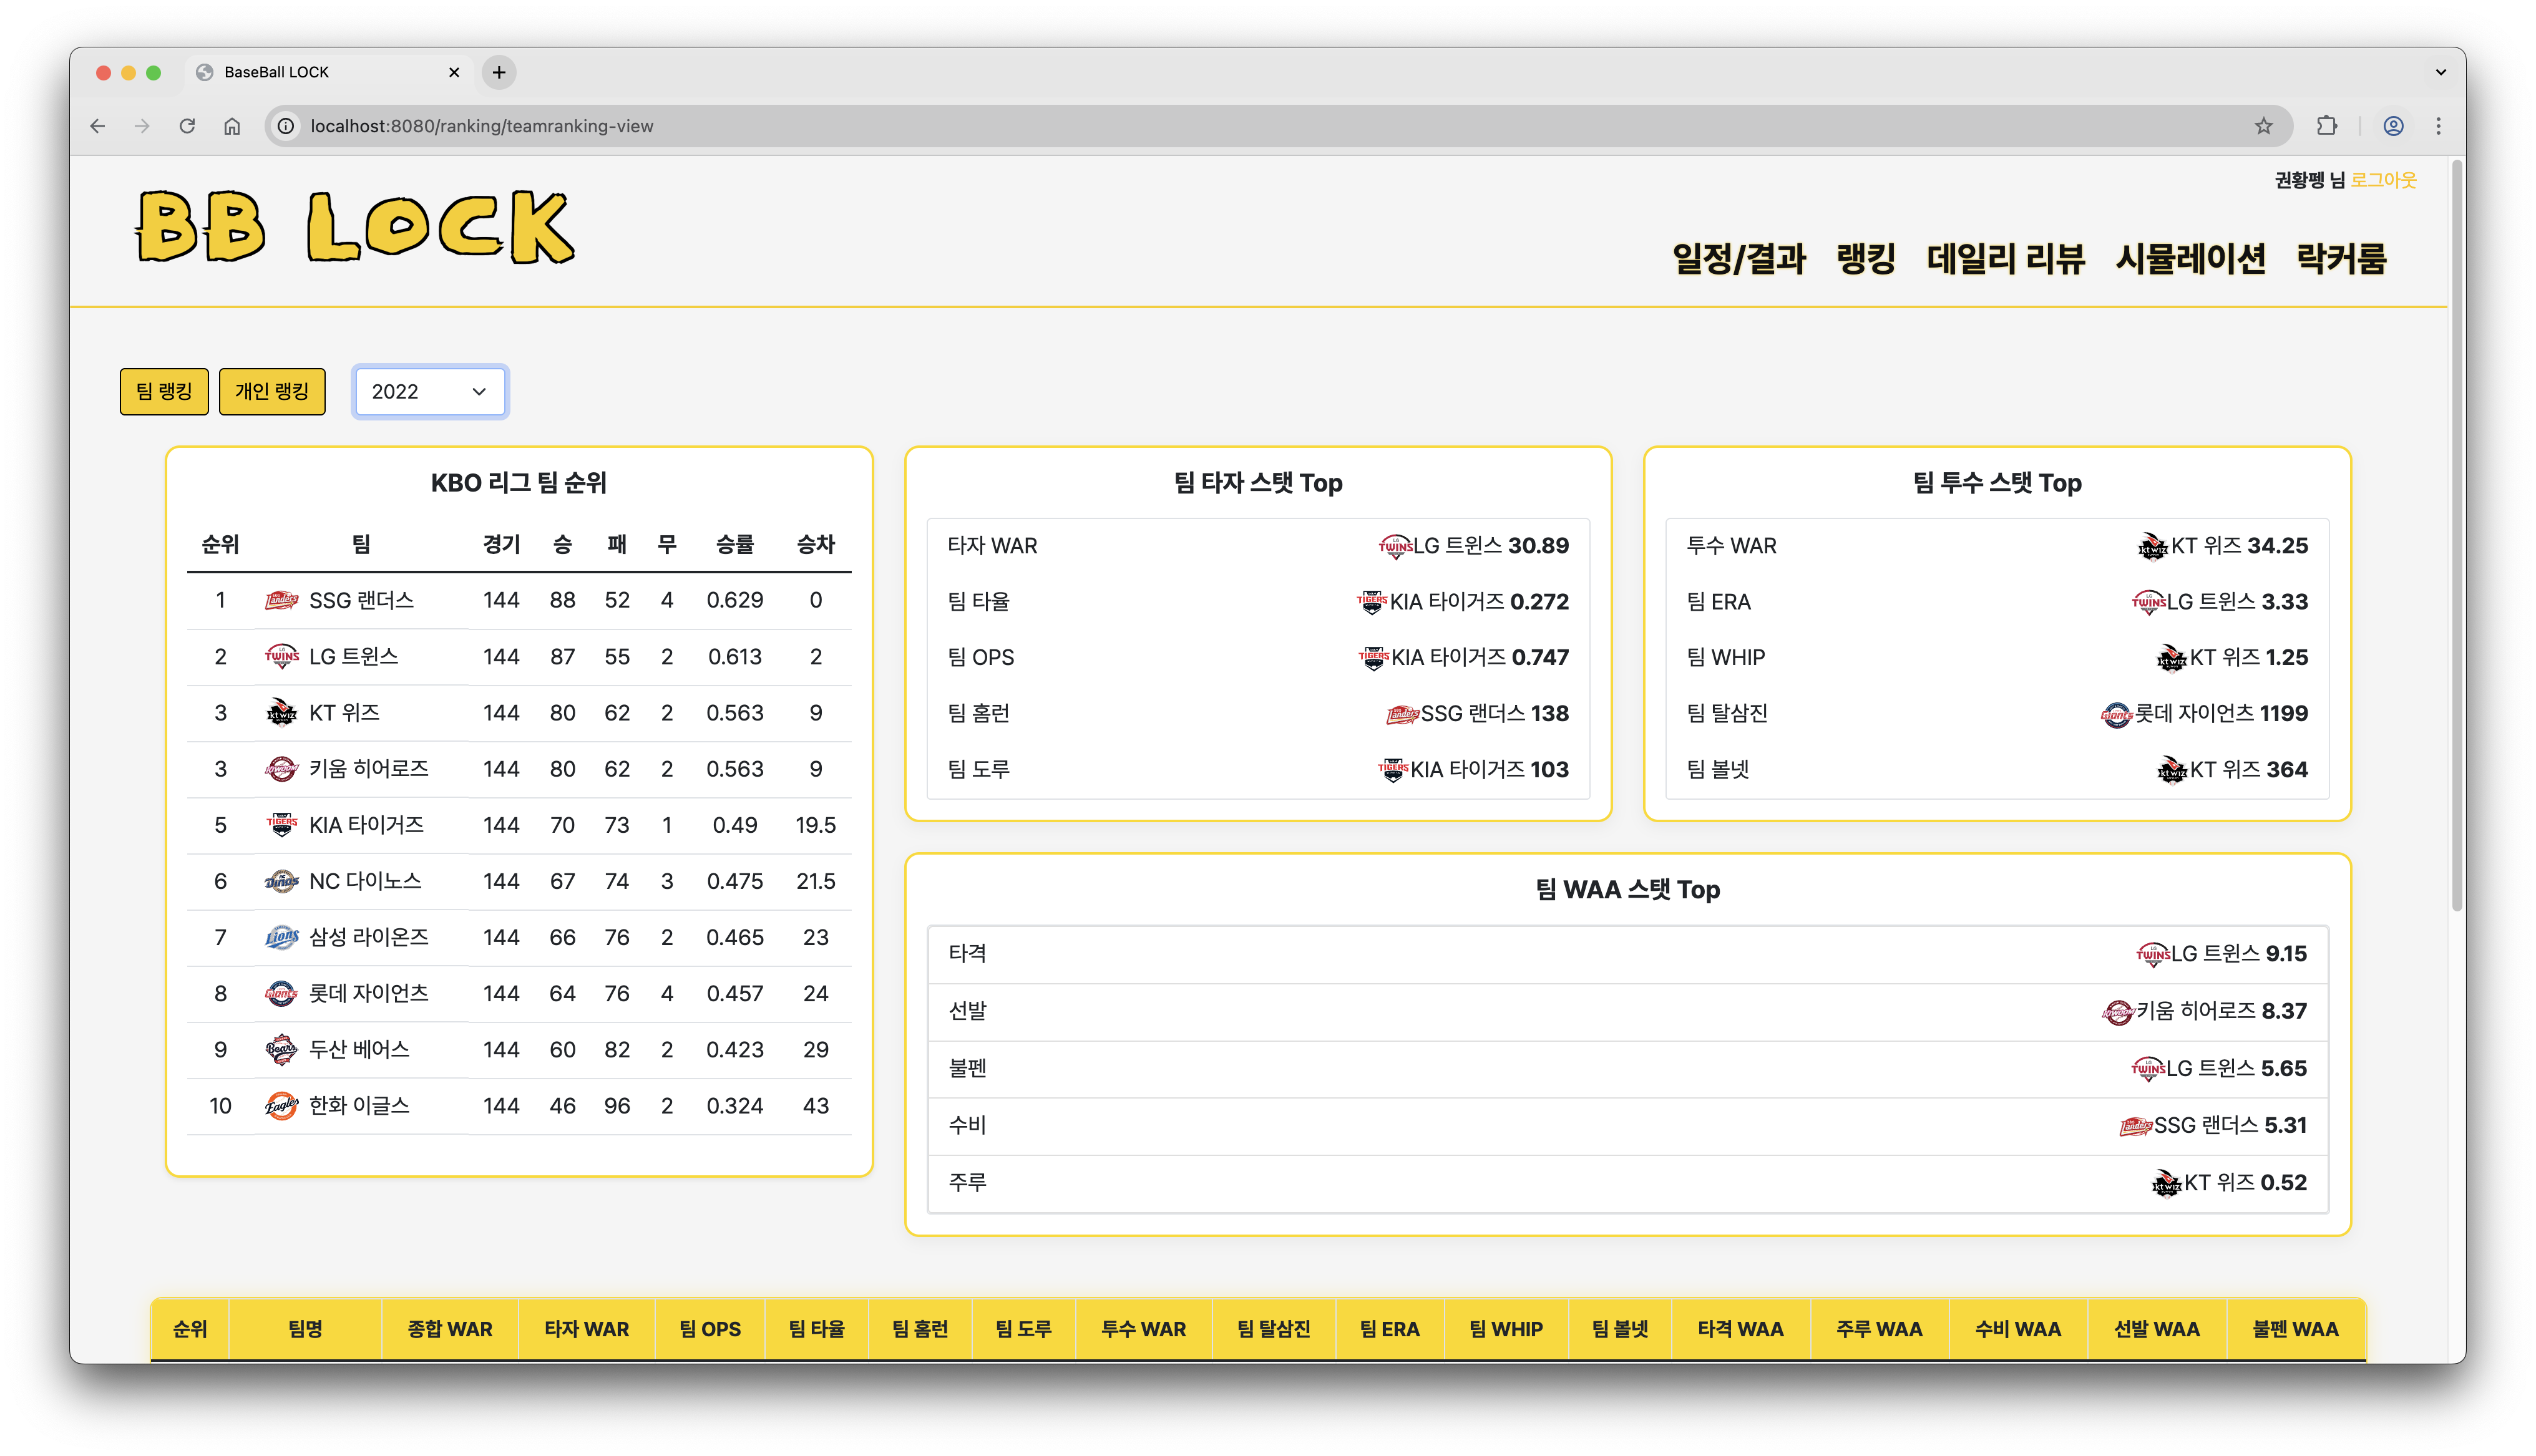 BaseBall LOCK
localhost:8080/ranking/teamranking-view
권황펭 님 로그아웃
BB LOCK
일정/결과 랭킹 데일리 리뷰 시뮬레이션 락커룸
팀 랭킹 개인 랭킹 2022
KBO 리그 팀 순위
순위 팀 경기 승 패 무 승률 승차
1 SSG 랜더스 144 88 52 4 0.629 0
2 LG 트윈스 144 87 55 2 0.613 2
3 KT 위즈 144 80 62 2 0.563 9
3 키움 히어로즈 144 80 62 2 0.563 9
5 KIA 타이거즈 144 70 73 1 0.49 19.5
6 NC 다이노스 144 67 74 3 0.475 21.5
7 삼성 라이온즈 144 66 76 2 0.465 23
8 롯데 자이언츠 144 64 76 4 0.457 24
9 두산 베어스 144 60 82 2 0.423 29
10 한화 이글스 144 46 96 2 0.324 43
팀 타자 스탯 Top
타자 WAR LG 트윈스 30.89
팀 타율 KIA 타이거즈 0.272
팀 OPS KIA 타이거즈 0.747
팀 홈런 SSG 랜더스 138
팀 도루 KIA 타이거즈 103
팀 투수 스탯 Top
투수 WAR KT 위즈 34.25
팀 ERA LG 트윈스 3.33
팀 WHIP KT 위즈 1.25
팀 탈삼진 롯데 자이언츠 1199
팀 볼넷 KT 위즈 364
팀 WAA 스탯 Top
타격 LG 트윈스 9.15
선발 키움 히어로즈 8.37
불펜 LG 트윈스 5.65
수비 SSG 랜더스 5.31
주루 KT 위즈 0.52
순위 팀명 종합 WAR 타자 WAR 팀 OPS 팀 타율 팀 홈런 팀 도루 투수 WAR 팀 탈삼진 팀 ERA 팀 WHIP 팀 볼넷 타격 WAA 주루 WAA 수비 WAA 선발 WAA 불펜 WAA